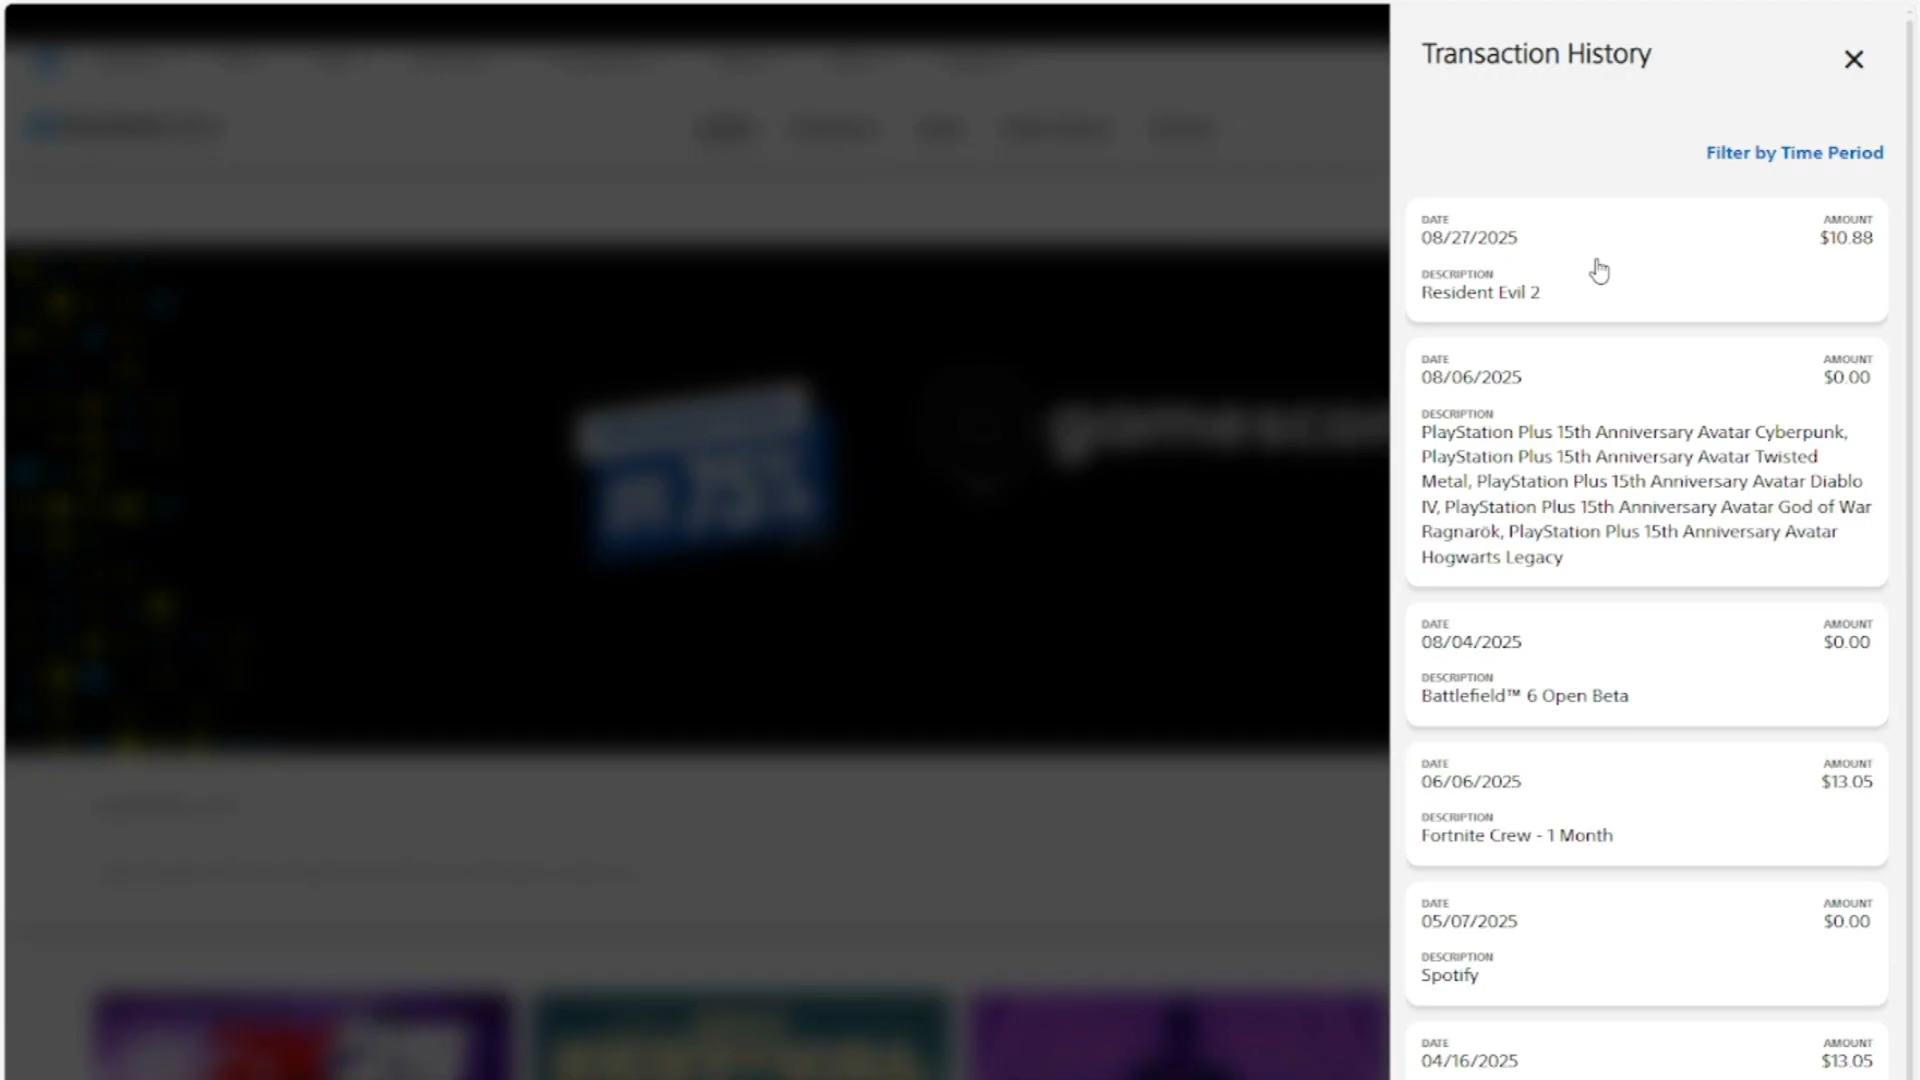 Transaction History
Filter by Time Period
DATE AMOUNT
08/27/2025 $10.88
DESCRIPTION
Resident Evil 2
DATE AMOUNT
08/06/2025 $0.00
DESCRIPTION
PlayStation Plus 15th Anniversary Avatar Cyberpunk,
PlayStation Plus 15th Anniversary Avatar Twisted
Metal, PlayStation Plus 15th Anniversary Avatar Diablo
IV, PlayStation Plus 15th Anniversary Avatar God of War
Ragnarök, PlayStation Plus 15th Anniversary Avatar
Hogwarts Legacy
DATE AMOUNT
08/04/2025 $0.00
DESCRIPTION
Battlefield™ 6 Open Beta
DATE AMOUNT
06/06/2025 $13.05
DESCRIPTION
Fortnite Crew - 1 Month
DATE AMOUNT
05/07/2025 $0.00
DESCRIPTION
Spotify
DATE AMOUNT
04/16/2025 $13.05